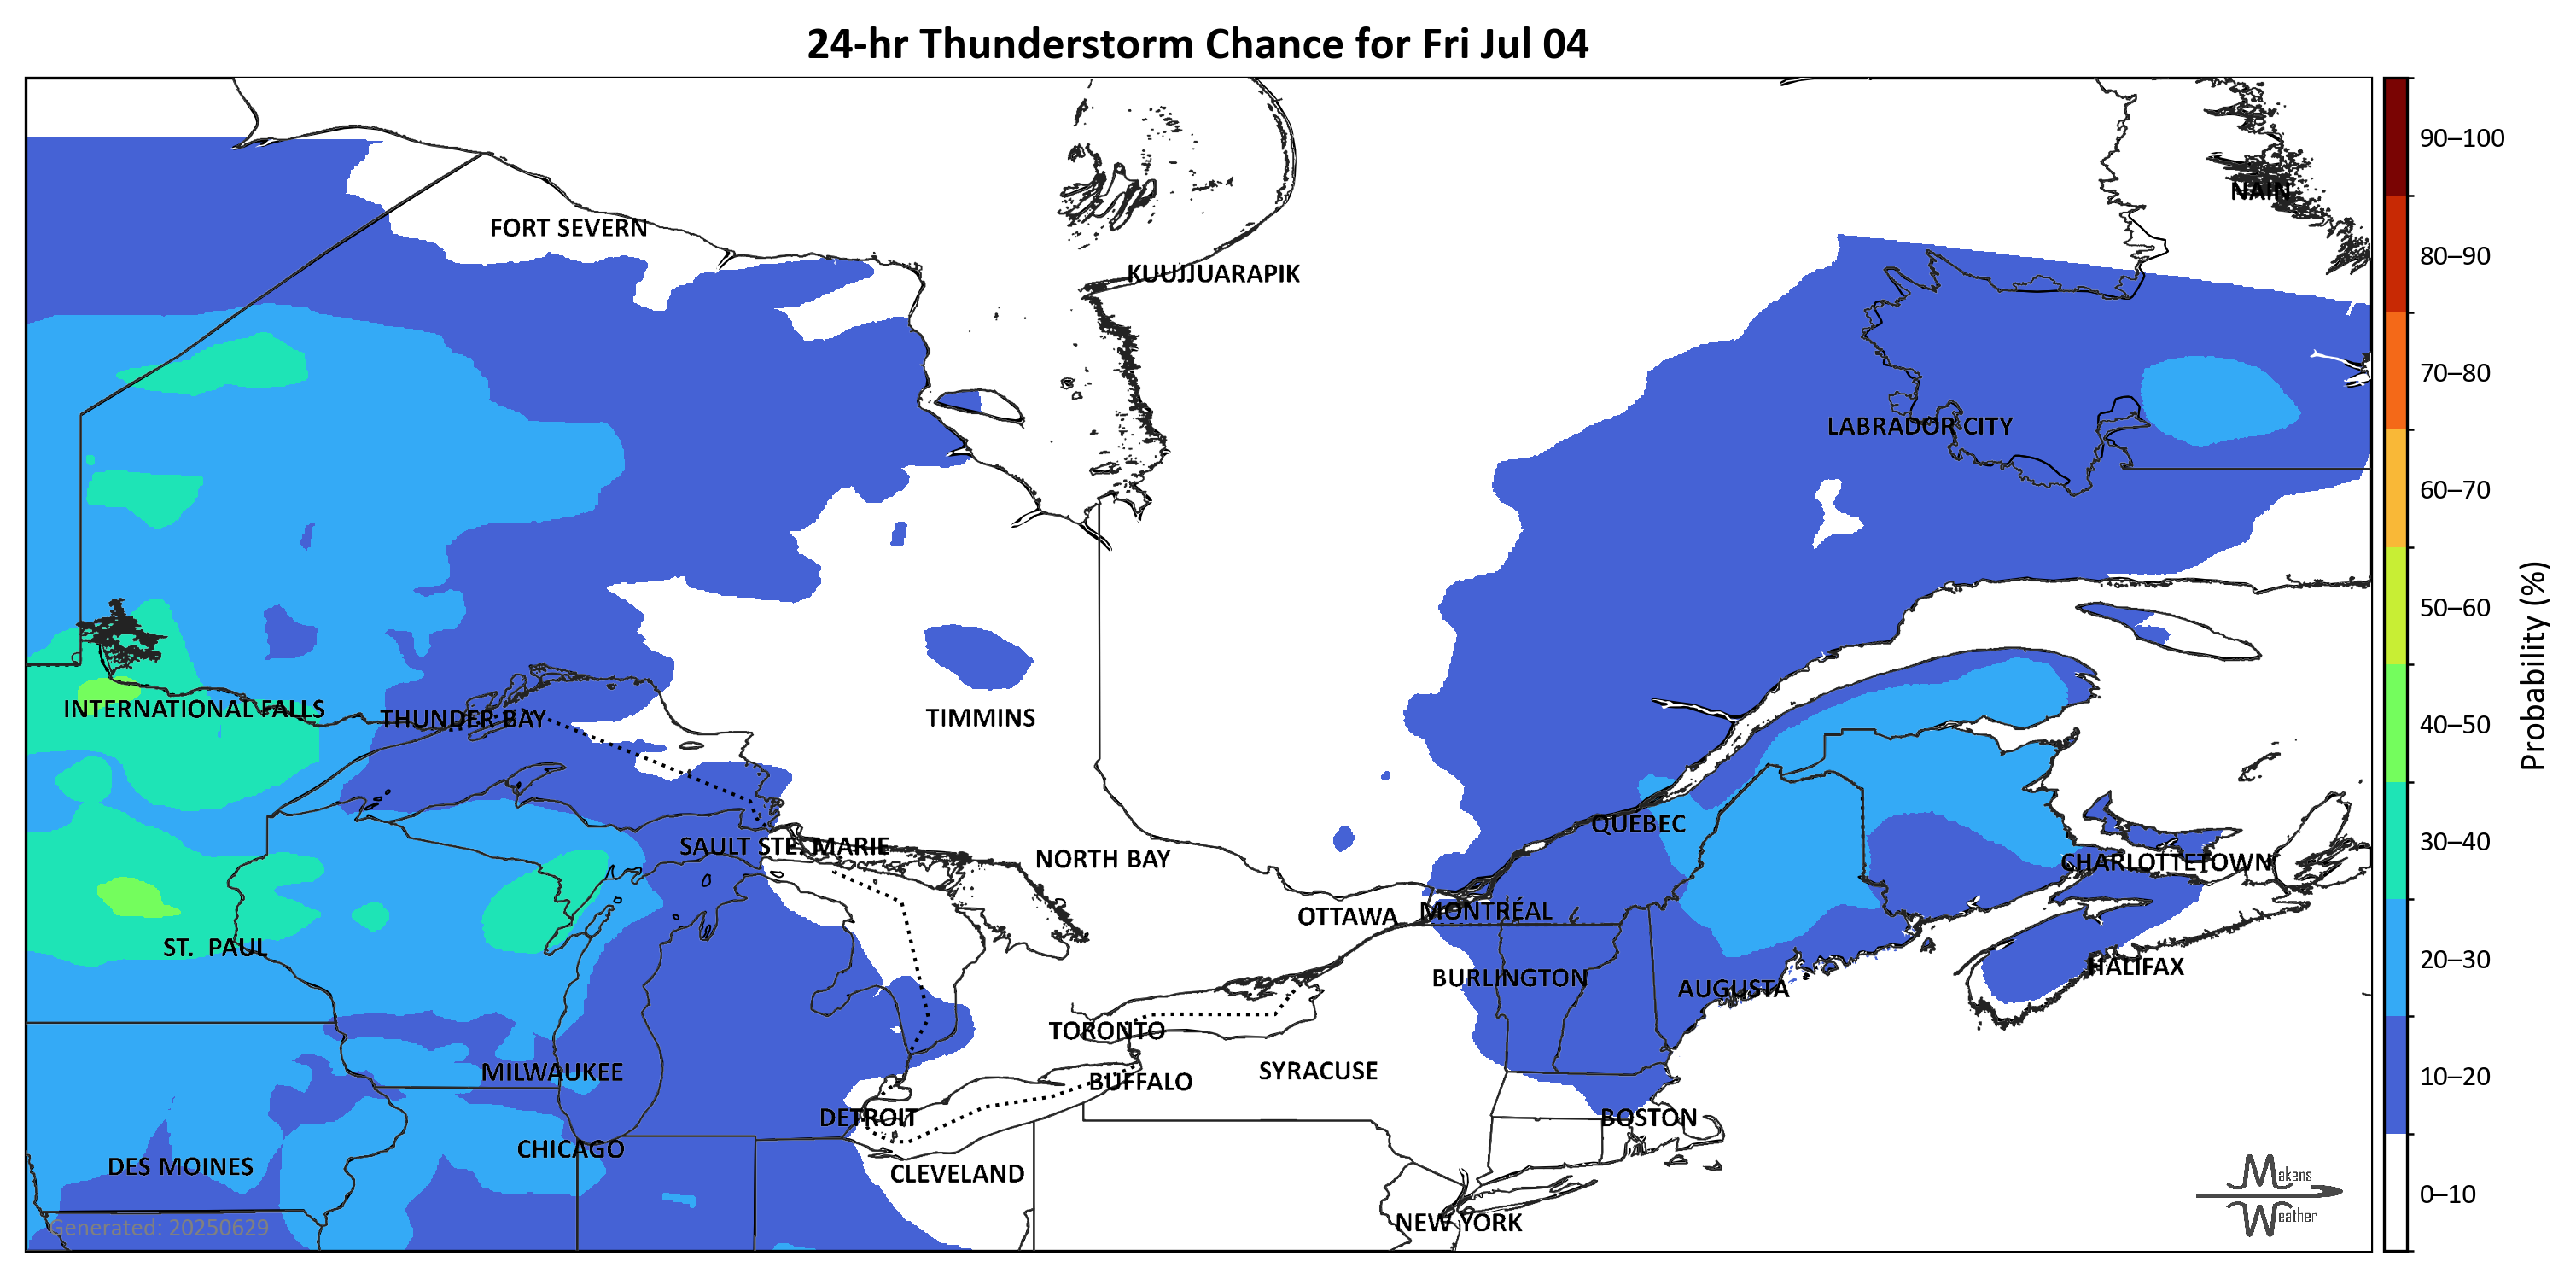 24-hr Thunderstorm Chance for Fri Jul 04
NAIN
FORT SEVERN
KUUJJUARAPIK
LABRADOR CITY
INTERNATIONAL FALLS
THUNDER BAY
TIMMINS
QUEBEC
SAULT STE. MARIE
NORTH BAY
CHARLOTTETOWN
OTTAWA
MONTRÉAL
ST. PAUL
HALIFAX
BURLINGTON
AUGUSTA
TORONTO
MILWAUKEE
SYRACUSE
BUFFALO
DETROIT
BOSTON
CHICAGO
DES MOINES
CLEVELAND
NEW YORK
Generated: 20250629
Makens
Weather
90–100
80–90
70–80
60–70
50–60
40–50
30–40
20–30
10–20
0–10
Probability (%)